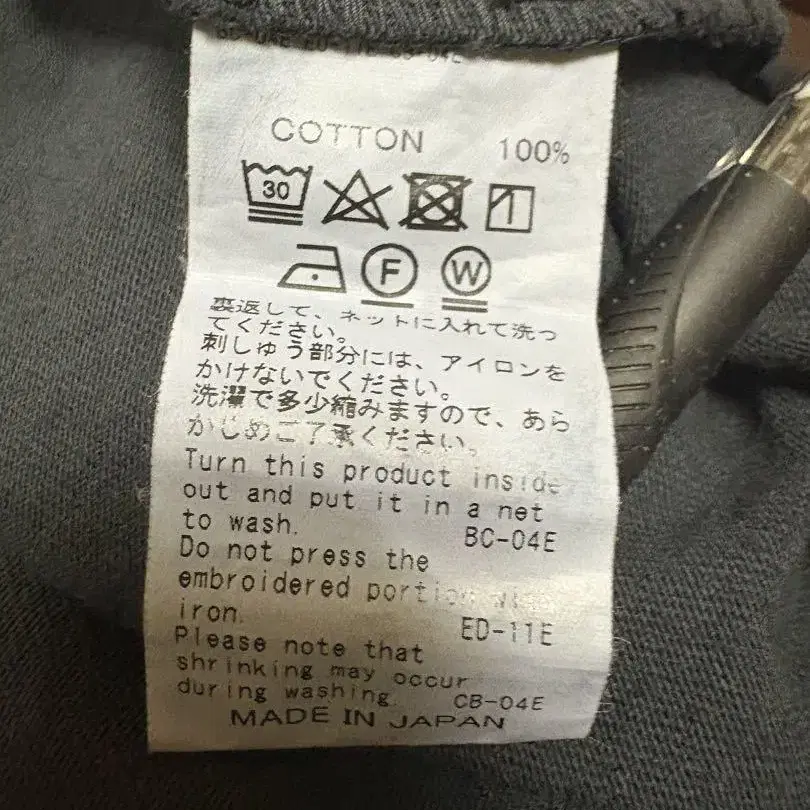 COTTON 100%
30
F W
裏返して、ネットに入れて洗っ
てください。
刺しゅう部分には、アイロンを
かけないでください。
洗濯で多少縮みますので、あら
かじめご了承ください。
Turn this product inside
out and put it in a net
to wash. BC-04E
Do not press the
embroidered portion with
iron. ED-11E
Please note that
shrinking may occur
during washing. CB-04E
MADE IN JAPAN